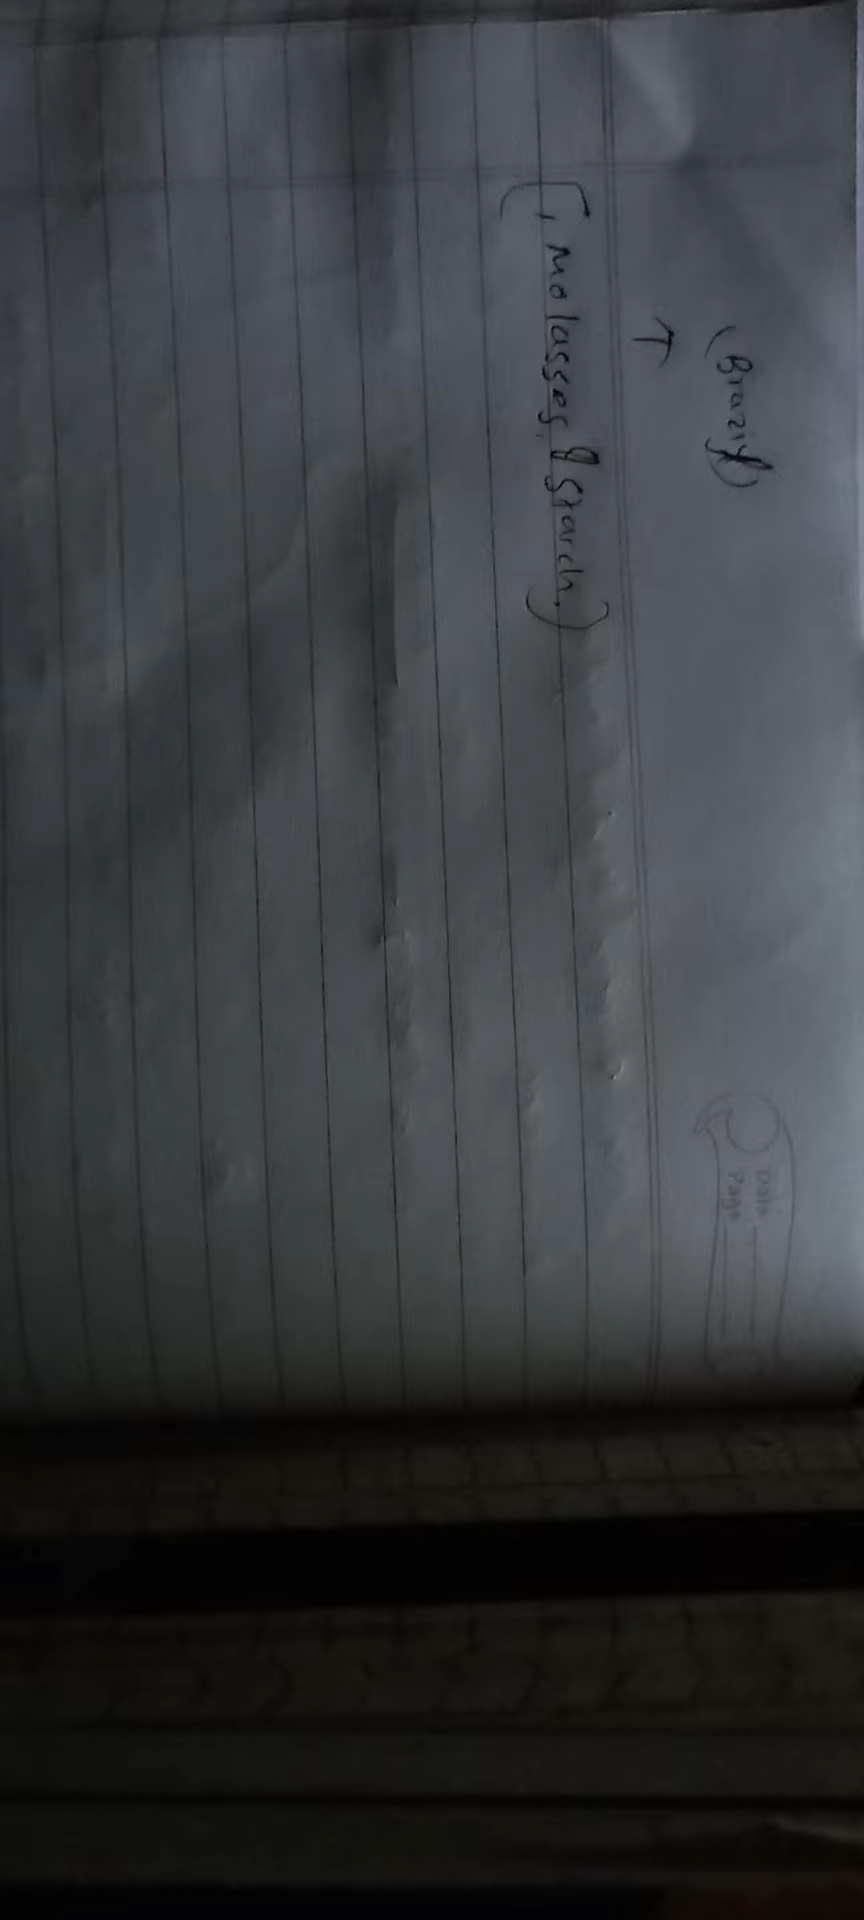 (Brazil)
↑
(, Molasses, & Starch.)
Date
Page